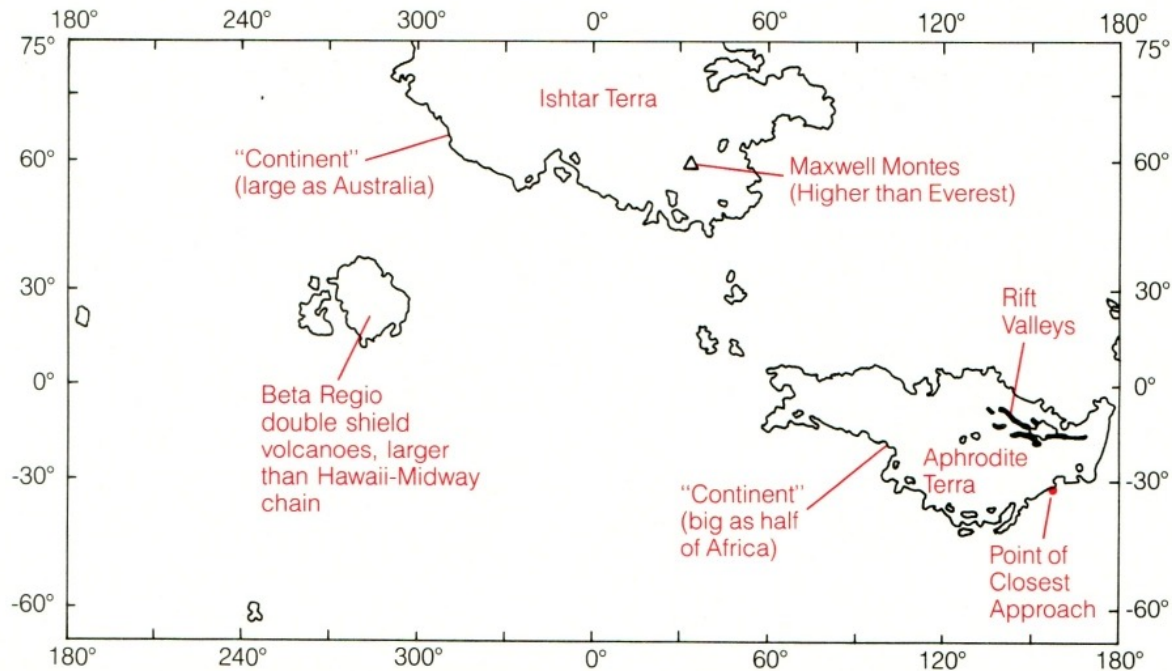 180° 240° 300° 0° 60° 120° 180°
75° 75°
Ishtar Terra
"Continent"
(large as Australia)
60° 60°
Maxwell Montes
(Higher than Everest)
30° 30°
Rift
Valleys
0° 0°
Beta Regio
double shield
volcanoes, larger
than Hawaii-Midway
chain
Aphrodite
Terra
-30° -30°
"Continent"
(big as half
of Africa)
Point of
Closest
Approach
-60° -60°
180° 240° 300° 0° 60° 120° 180°